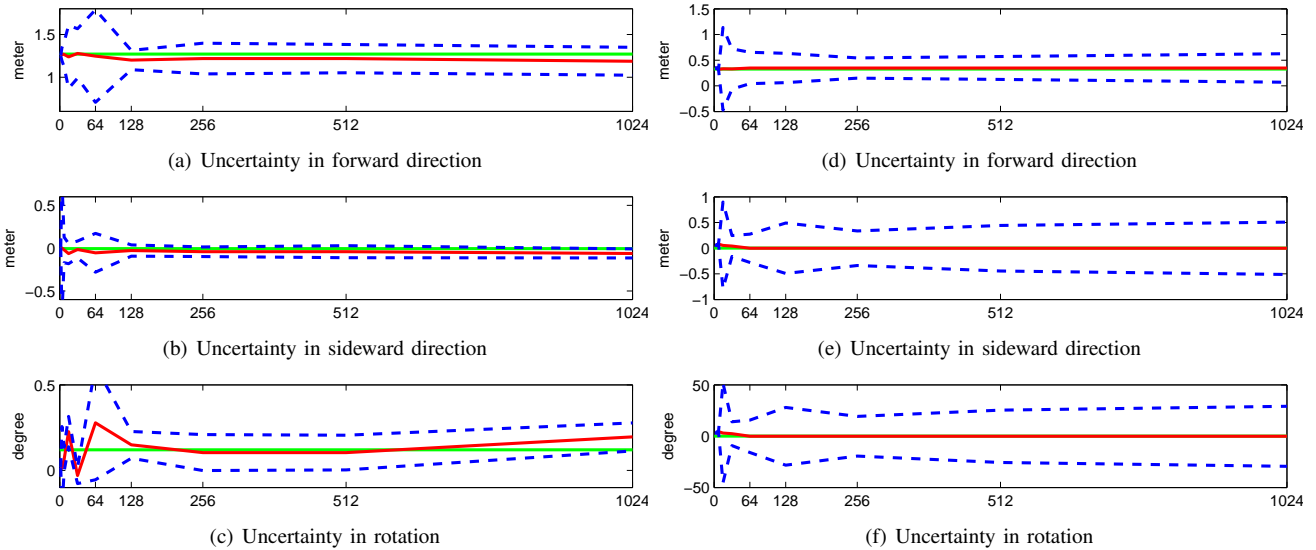 1.5
1
meter
0 64 128 256 512 1024
(a) Uncertainty in forward direction
0.5
0
−0.5
meter
0 64 128 256 512 1024
(b) Uncertainty in sideward direction
0.5
0
degree
0 64 128 256 512 1024
(c) Uncertainty in rotation
1.5
1
0.5
0
−0.5
meter
0 64 128 256 512 1024
(d) Uncertainty in forward direction
1
0.5
0
−0.5
−1
meter
0 64 128 256 512 1024
(e) Uncertainty in sideward direction
50
0
−50
degree
0 64 128 256 512 1024
(f) Uncertainty in rotation